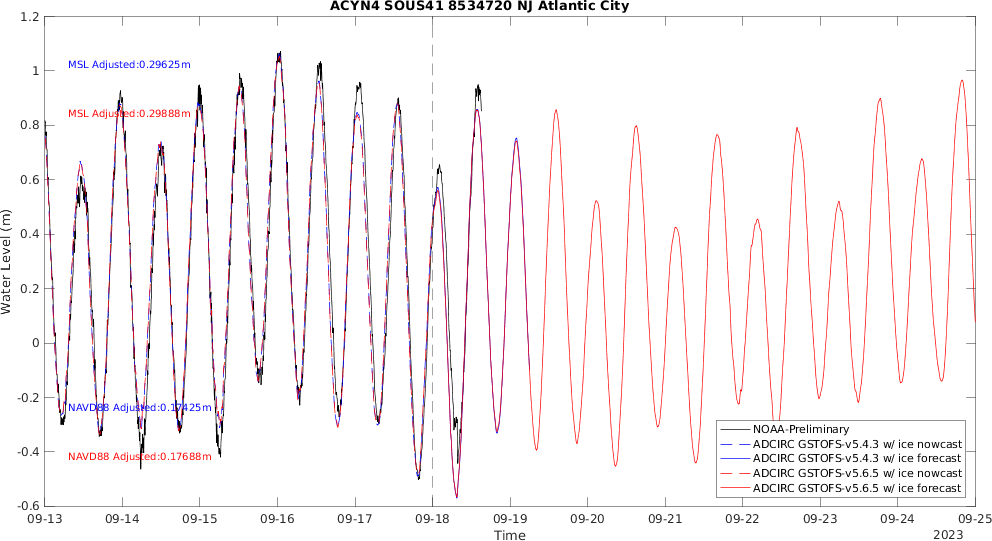 ACYN4 SOUS41 8534720 NJ Atlantic City
Water Level (m)
1.2
1
0.8
0.6
0.4
0.2
0
-0.2
-0.4
-0.6
MSL Adjusted:0.29625m
MSL Adjusted:0.29888m
NAVD88 Adjusted:0.17425m
NAVD88 Adjusted:0.17688m
NOAA-Preliminary
ADCIRC GSTOFS-v5.4.3 w/ ice nowcast
ADCIRC GSTOFS-v5.4.3 w/ ice forecast
ADCIRC GSTOFS-v5.6.5 w/ ice nowcast
ADCIRC GSTOFS-v5.6.5 w/ ice forecast
09-13 09-14 09-15 09-16 09-17 09-18 09-19 09-20 09-21 09-22 09-23 09-24 09-25
Time
2023